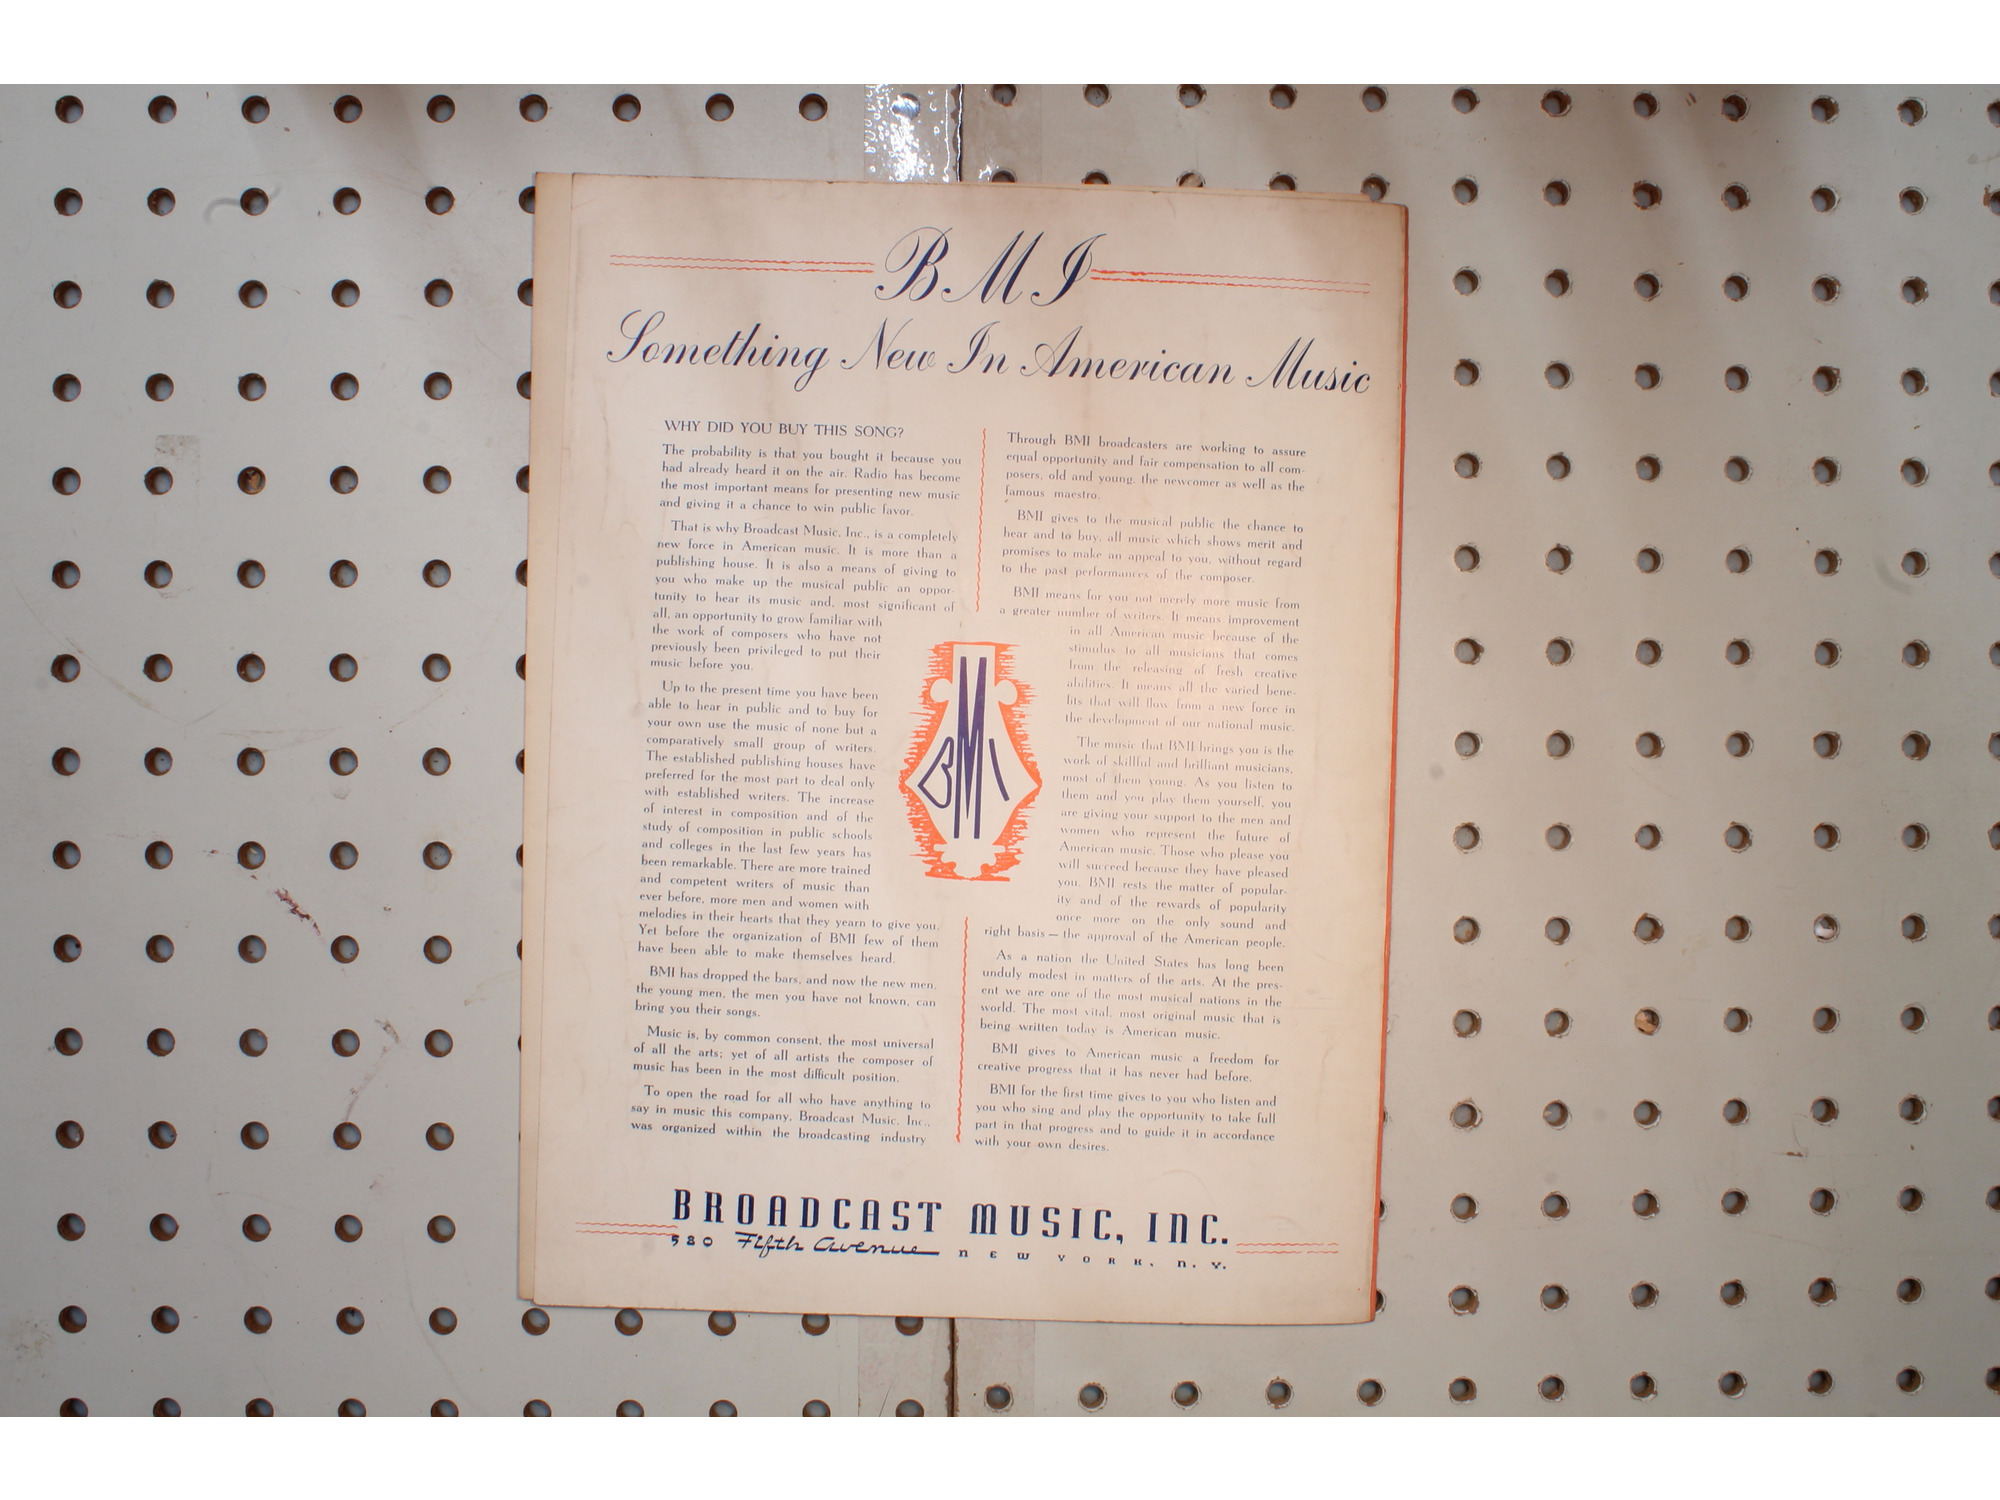 BMI
Something New In American Music
WHY DID YOU BUY THIS SONG?
The probability is that you bought it because you
had already heard it on the air. Radio has become
the most important means for presenting new music
and giving it a chance to win public favor.
That is why Broadcast Music, Inc., is a completely
new force in American music. It is more than a
publishing house. It is also a means of giving to
you who make up the musical public an oppor-
tunity to hear its music and, most significant of
all, an opportunity to grow familiar with
the work of composers who have not
previously been privileged to put their
music before you.
Up to the present time you have been
able to hear in public and to buy for
your own use the music of none but a
comparatively small group of writers.
The established publishing houses have
preferred for the most part to deal only
with established writers. The increase
of interest in composition and of the
study of composition in public schools
and colleges in the last few years has
been remarkable. There are more trained
and competent writers of music than
ever before, more men and women with
melodies in their hearts that they yearn to give you.
Yet before the organization of BMI few of them
have been able to make themselves heard.
BMI has dropped the bars, and now the new men,
the young men, the men you have not known, can
bring you their songs.
Music is, by common consent, the most universal
of all the arts; yet of all artists the composer of
music has been in the most difficult position.
To open the road for all who have anything to
say in music this company, Broadcast Music, Inc.,
was organized within the broadcasting industry
Through BMI broadcasters are working to assure
equal opportunity and fair compensation to all com-
posers, old and young, the newcomer as well as the
famous maestro.
BMI gives to the musical public the chance to
hear and to buy, all music which shows merit and
promises to make an appeal to you, without regard
to the past performances of the composer.
BMI means for you not merely more music from
a greater number of writers. It means improvement
in all American music because of the
stimulus to all musicians that comes
from the releasing of fresh creative
abilities. It means all the varied bene-
fits that will flow from a new force in
the development of our national music.
The music that BMI brings you is the
work of skillful and brilliant musicians,
most of them young. As you listen to
them and you play them yourself, you
are giving your support to the men and
women who represent the future of
American music. Those who please you
will succeed because they have pleased
you. BMI rests the matter of popular-
ity and of the rewards of popularity
once more on the only sound and
right basis — the approval of the American people.
As a nation the United States has long been
unduly modest in matters of the arts. At the pres-
ent we are one of the most musical nations in the
world. The most vital, most original music that is
being written today is American music.
BMI gives to American music a freedom for
creative progress that it has never had before.
BMI for the first time gives to you who listen and
you who sing and play the opportunity to take full
part in that progress and to guide it in accordance
with your own desires.
BMI
BROADCAST MUSIC, INC.
580 Fifth Avenue NEW YORK, N. Y.